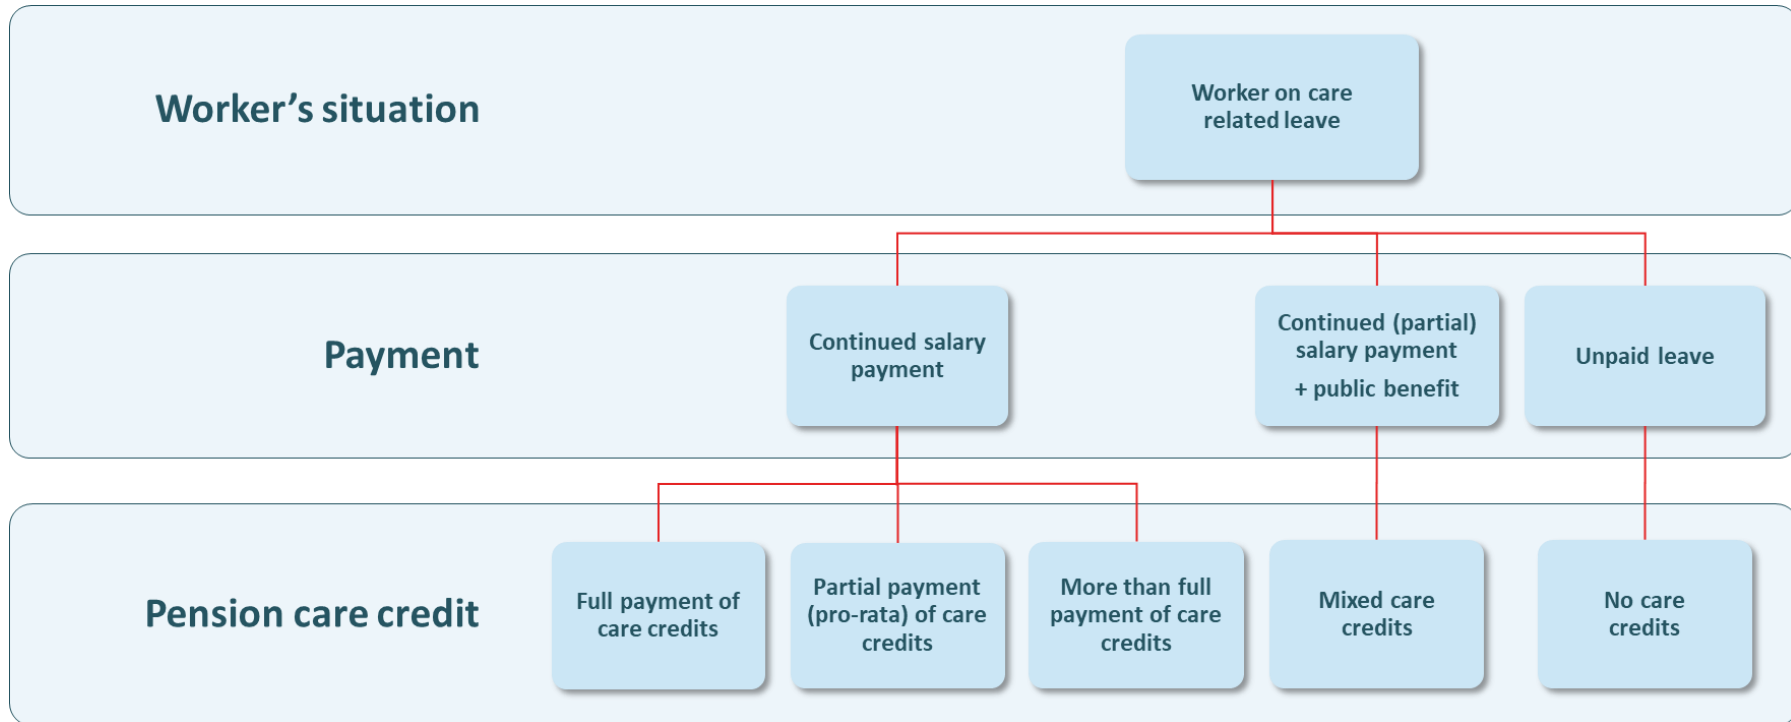 Worker's situation
Worker on care
related leave
Payment
Continued salary
payment
Continued (partial)
salary payment
+ public benefit
Unpaid leave
Pension care credit
Full payment of
care credits
Partial payment
(pro-rata) of care
credits
More than full
payment of care
credits
Mixed care
credits
No care
credits